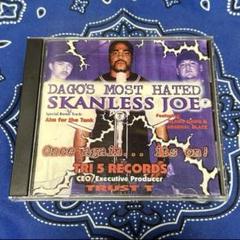 DAGO'S MOST HATED
SKANLESS JOE
Special Bonus Track
Aim for the Tank
Once Again... its on!
TRI 5 RECORDS
CEO/Executive Producer
TRUST T